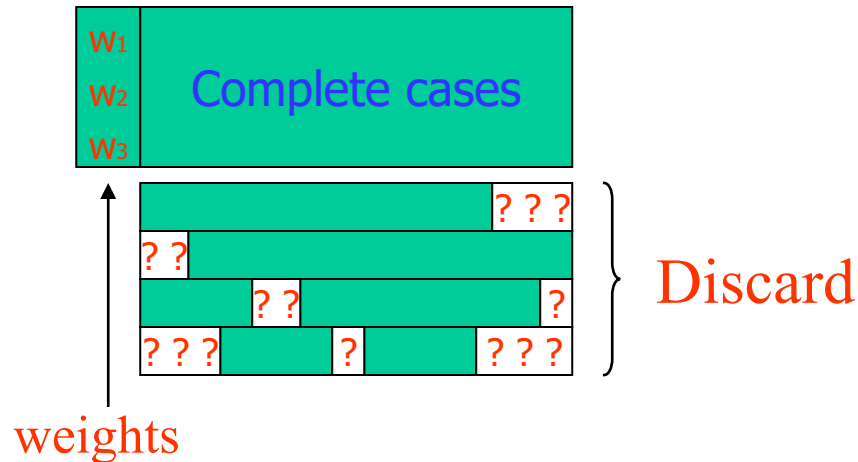 w1
w2
w3
Complete cases
? ? ?
? ?
? ? ?
? ? ? ? ? ? ?
Discard
weights